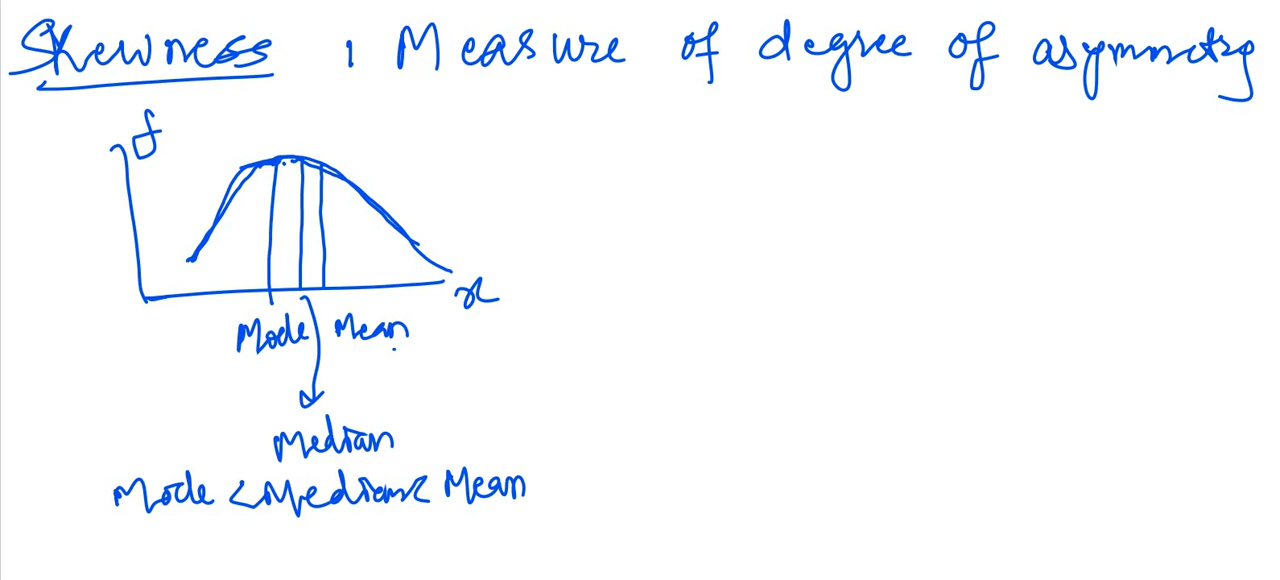 Skewness : Measure of degree of asymmetry
f
x
Mode Mean
Median
Mode < Median < Mean